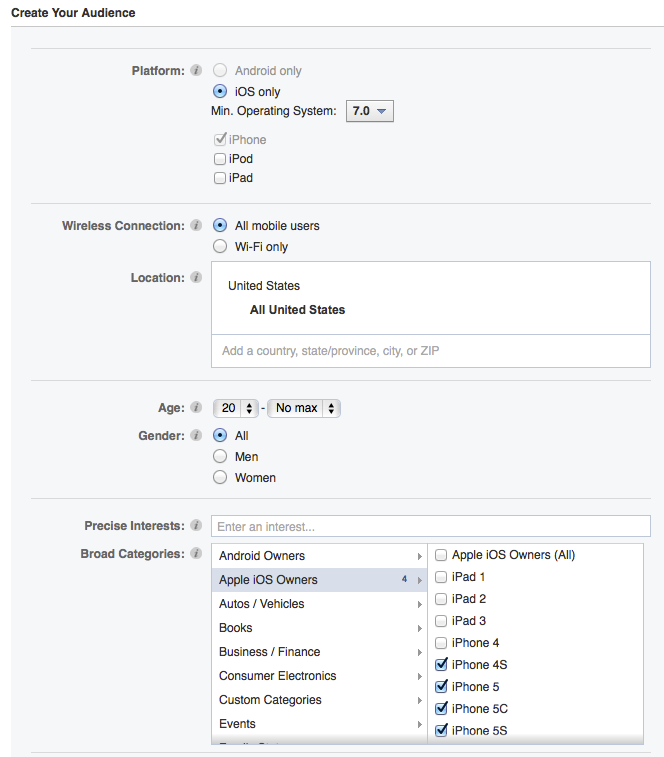 Create Your Audience
Platform: i Android only
iOS only
Min. Operating System: 7.0
iPhone
iPod
iPad
Wireless Connection: i All mobile users
Wi-Fi only
Location: i
United States
All United States
Add a country, state/province, city, or ZIP
Age: i 20 - No max
Gender: i All
Men
Women
Precise Interests: i Enter an interest...
Broad Categories: i
Android Owners
Apple iOS Owners 4
Autos / Vehicles
Books
Business / Finance
Consumer Electronics
Custom Categories
Events
Apple iOS Owners (All)
iPad 1
iPad 2
iPad 3
iPhone 4
iPhone 4S
iPhone 5
iPhone 5C
iPhone 5S